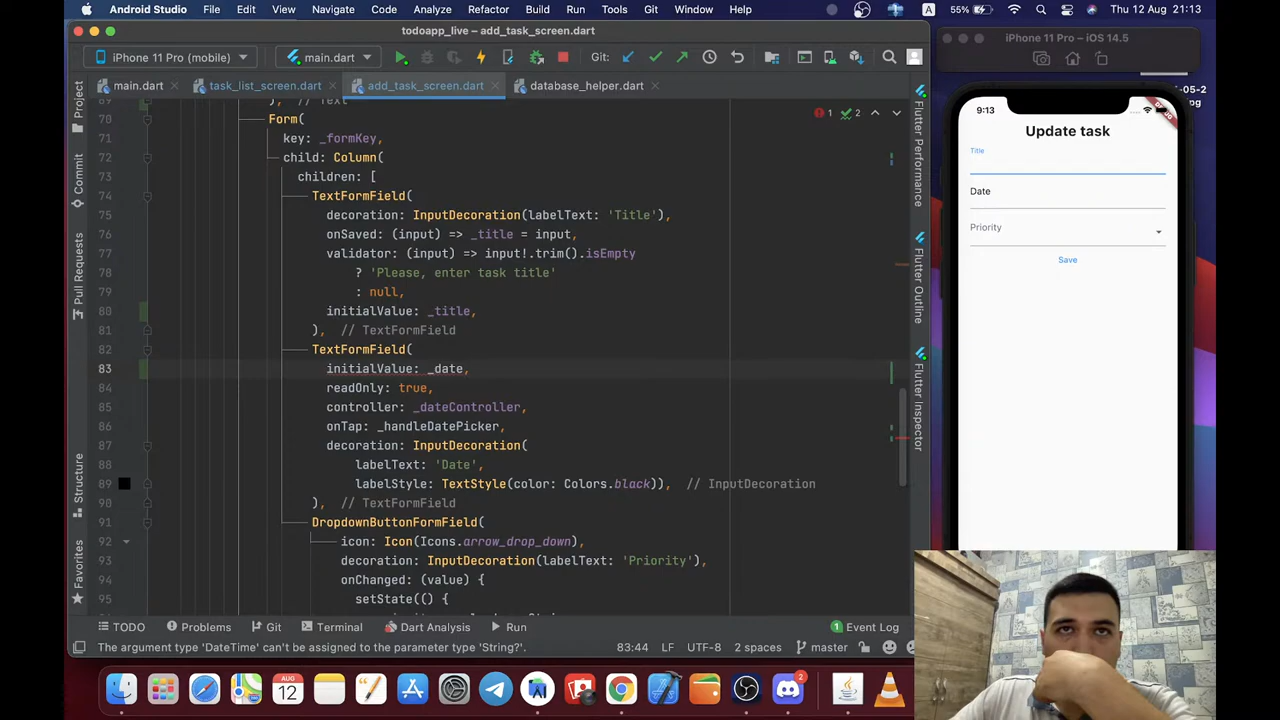 Android Studio File Edit View Navigate Code Analyze Refactor Build Run Tools Git Window Help A 55% Thu 12 Aug 21:13
todoapp_live – add_task_screen.dart
iPhone 11 Pro (mobile) main.dart Git:
main.dart task_list_screen.dart add_task_screen.dart database_helper.dart
70 Form(
71 key: _formKey,
72 child: Column(
73 children: [
74 TextFormField(
75 decoration: InputDecoration(labelText: 'Title'),
76 onSaved: (input) => _title = input,
77 validator: (input) => input!.trim().isEmpty
78 ? 'Please, enter task title'
79 : null,
80 initialValue: _title,
81 ), // TextFormField
82 TextFormField(
83 initialValue: _date,
84 readOnly: true,
85 controller: _dateController,
86 onTap: _handleDatePicker,
87 decoration: InputDecoration(
88 labelText: 'Date',
89 labelStyle: TextStyle(color: Colors.black)), // InputDecoration
90 ), // TextFormField
91 DropdownButtonFormField(
92 icon: Icon(Icons.arrow_drop_down),
93 decoration: InputDecoration(labelText: 'Priority'),
94 onChanged: (value) {
95 setState(() {
1 2
Project
Commit
Pull Requests
Structure
Favorites
Flutter Performance
Flutter Outline
Flutter Inspector
TODO Problems Git Terminal Dart Analysis Run 1 Event Log
The argument type 'DateTime' can't be assigned to the parameter type 'String?'. 83:44 LF UTF-8 2 spaces master
iPhone 11 Pro – iOS 14.5
9:13
Update task
Title
Date
Priority
Save
AUG
12
2